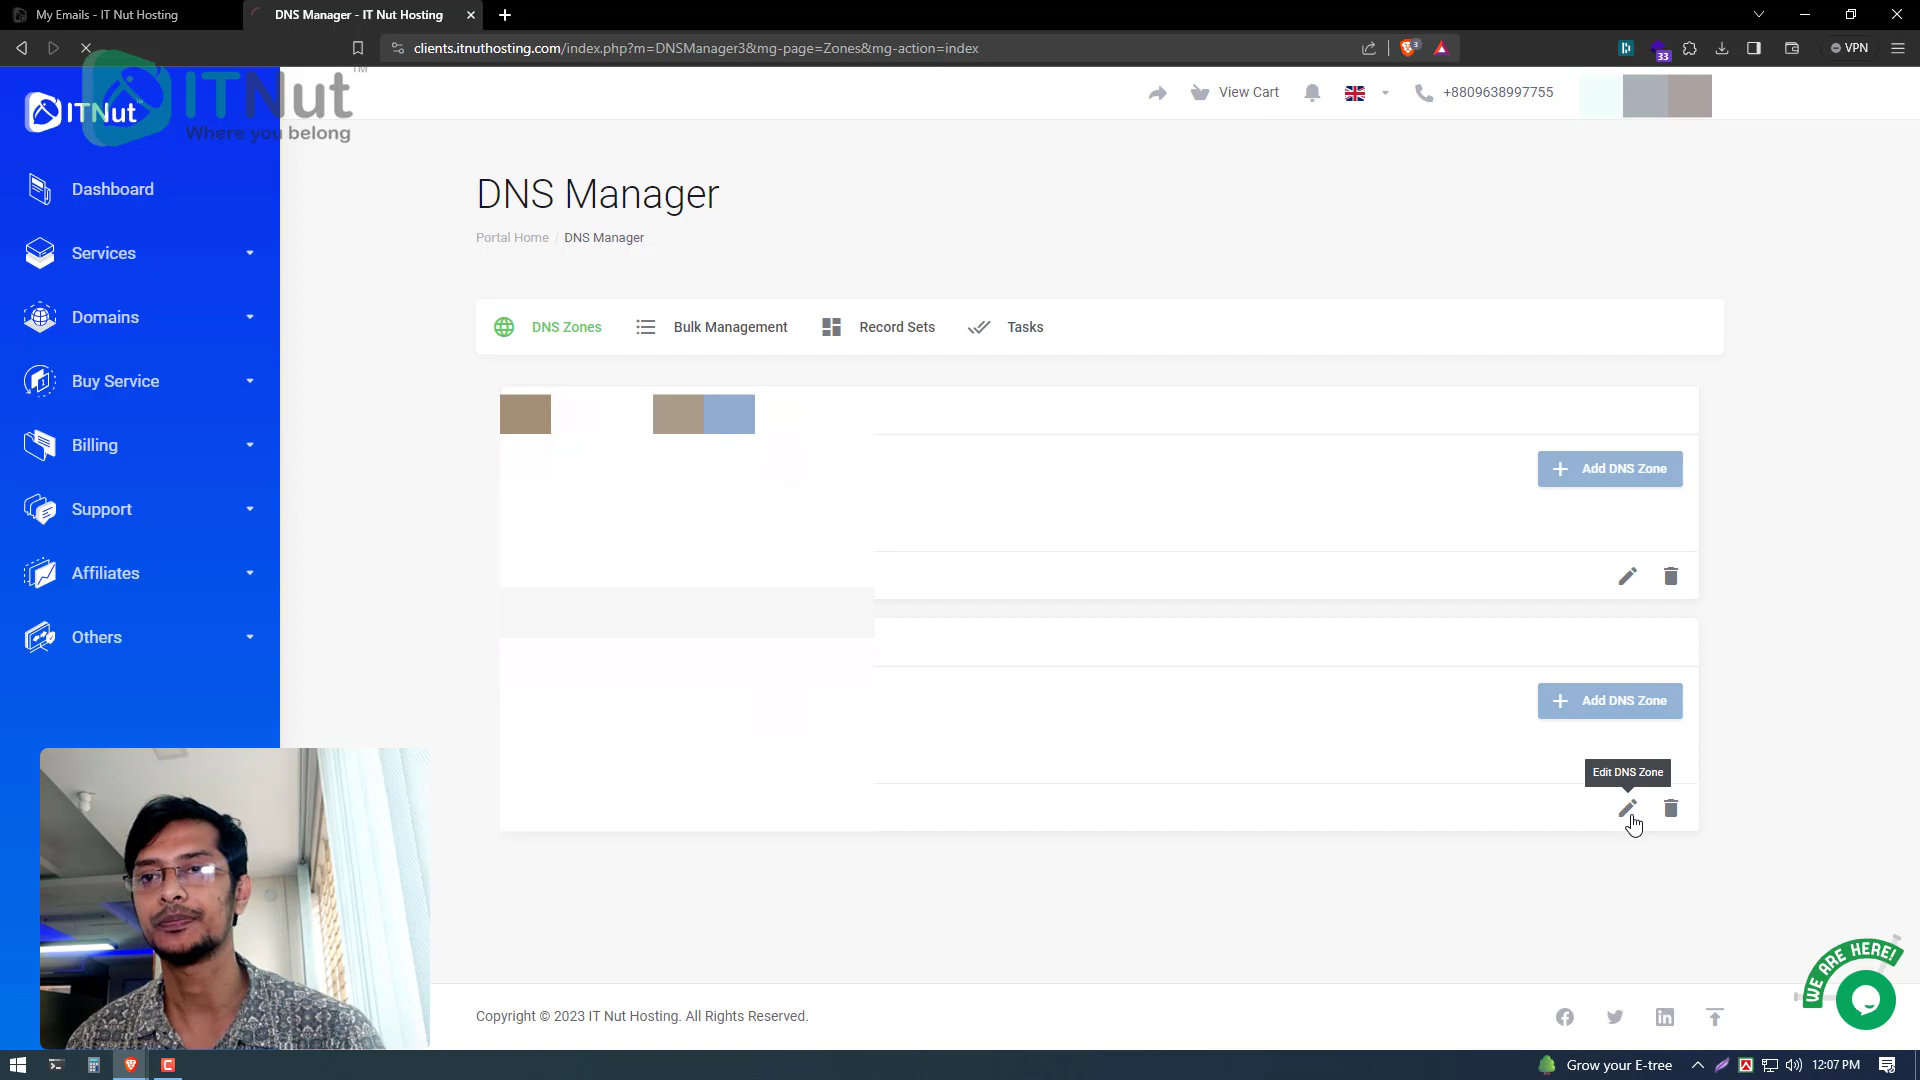 My Emails - IT Nut Hosting
DNS Manager - IT Nut Hosting
clients.itnuthosting.com/index.php?m=DNSManager3&mg-page=Zones&mg-action=index
3
33
VPN
ITNut™
ITNut™
Where you belong
View Cart
+8809638997755
Dashboard
Services
Domains
Buy Service
Billing
Support
Affiliates
Others
DNS Manager
Portal Home / DNS Manager
DNS Zones
Bulk Management
Record Sets
Tasks
+ Add DNS Zone
+ Add DNS Zone
Edit DNS Zone
WE ARE HERE!
Copyright © 2023 IT Nut Hosting. All Rights Reserved.
Grow your E-tree
12:07 PM